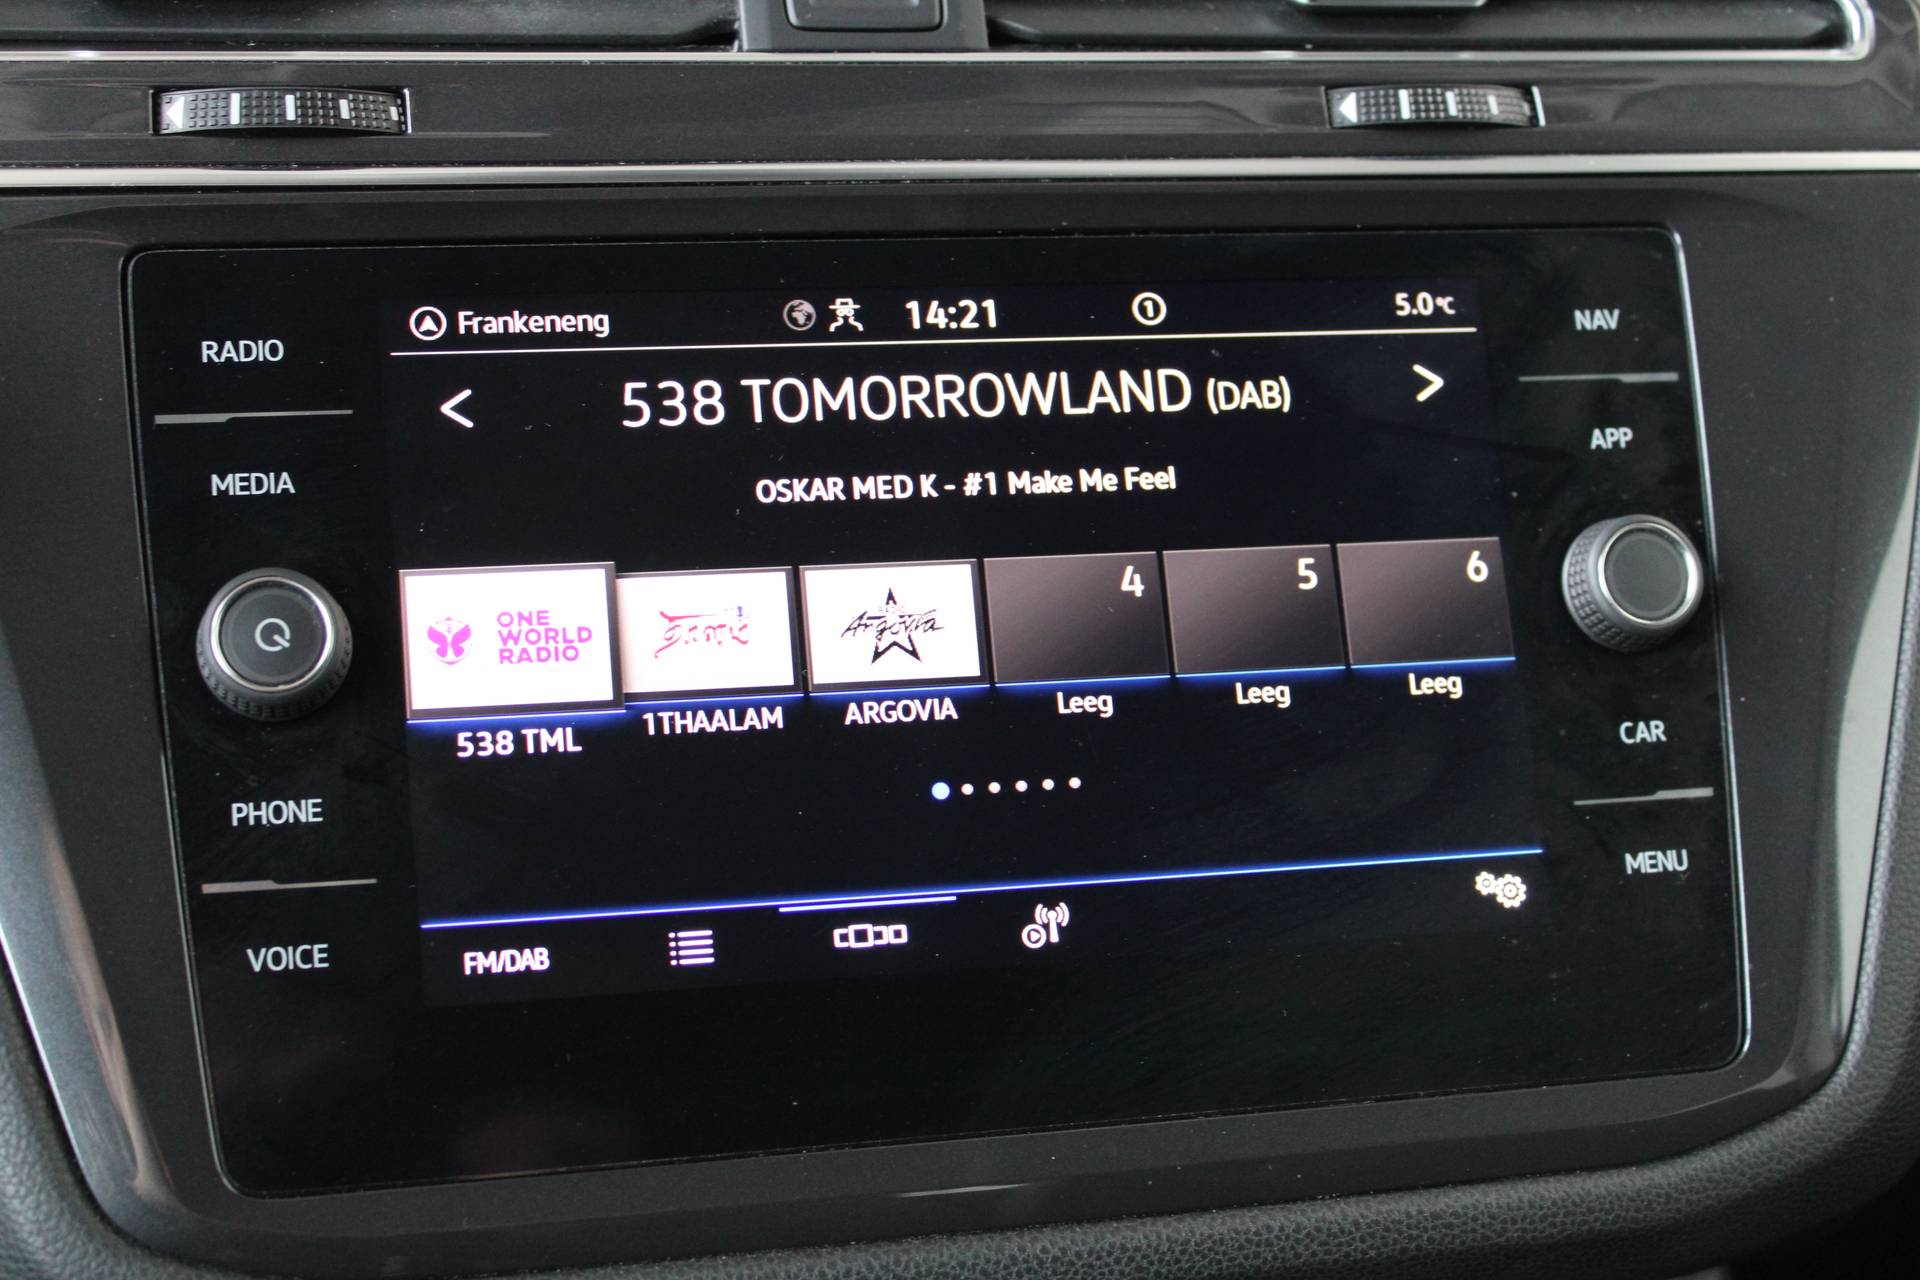 Frankeneng 14:21 1 5.0°C
RADIO
NAV
< 538 TOMORROWLAND (DAB) >
APP
MEDIA
OSKAR MED K - #1 Make Me Feel
ONE
WORLD
RADIO
Argovia
4
5
6
538 TML
1THAALAM
ARGOVIA
Leeg
Leeg
Leeg
CAR
PHONE
MENU
VOICE
FM/DAB